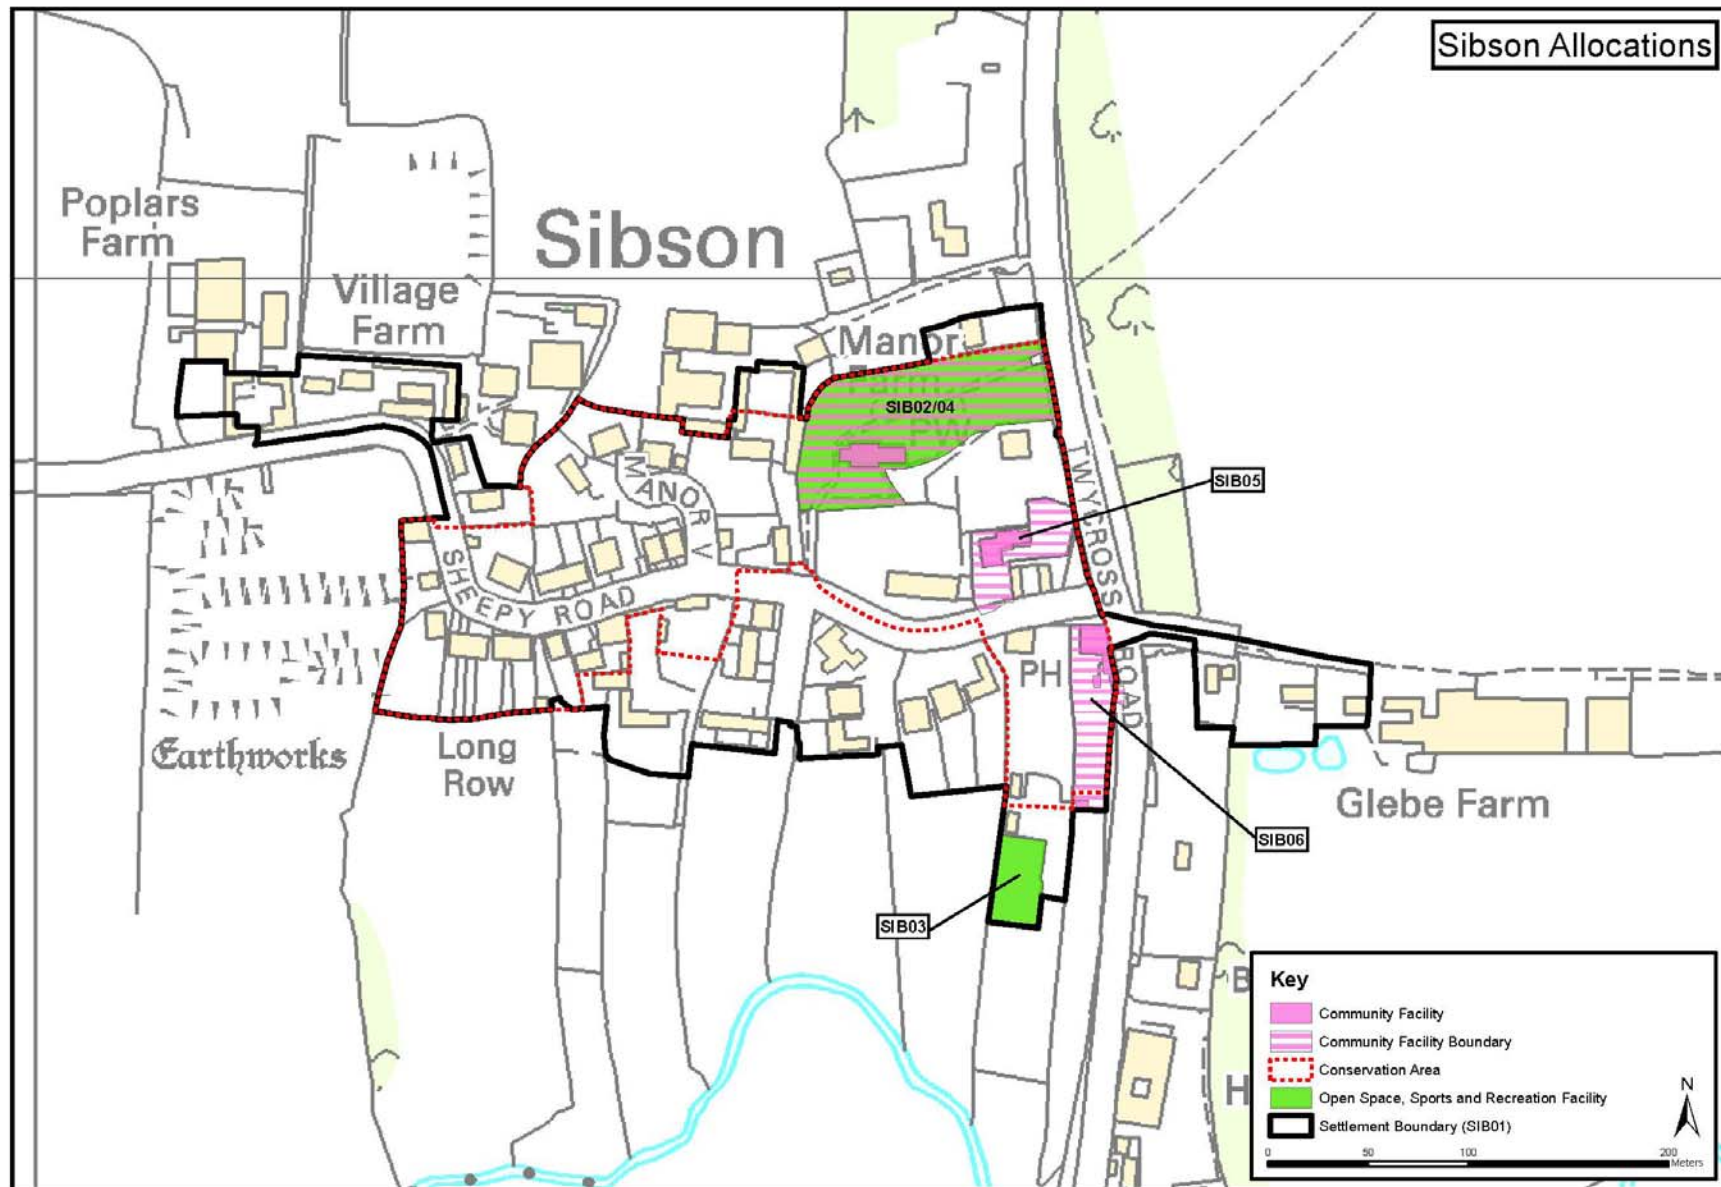 Sibson Allocations
Poplars
Farm
Sibson
Village
Farm
Manor
Farm
SIB02/04
PW
MANOR
TWYCROSS
ROAD
SIB05
SHEEPY ROAD
PH
Earthworks
Long
Row
Glebe Farm
SIB06
SIB03
B
H
Key
Community Facility
Community Facility Boundary
Conservation Area
Open Space, Sports and Recreation Facility
Settlement Boundary (SIB01)
N
0 50 100 200
Meters